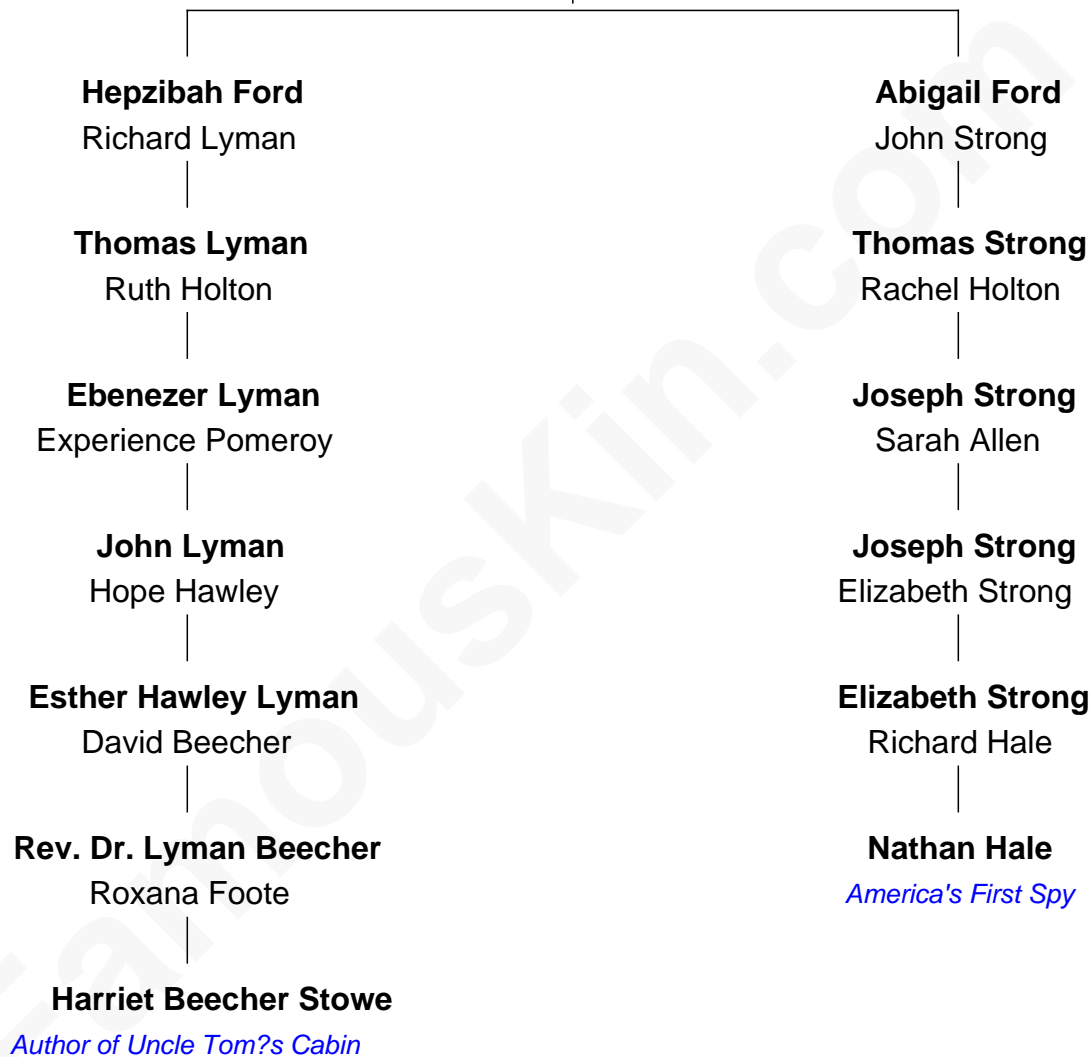 Hepzibah Ford
Richard Lyman
Abigail Ford
John Strong
Thomas Lyman
Ruth Holton
Thomas Strong
Rachel Holton
Ebenezer Lyman
Experience Pomeroy
Joseph Strong
Sarah Allen
John Lyman
Hope Hawley
Joseph Strong
Elizabeth Strong
Esther Hawley Lyman
David Beecher
Elizabeth Strong
Richard Hale
Rev. Dr. Lyman Beecher
Roxana Foote
Nathan Hale
America's First Spy
Harriet Beecher Stowe
Author of Uncle Tom?s Cabin
FamousKin.com